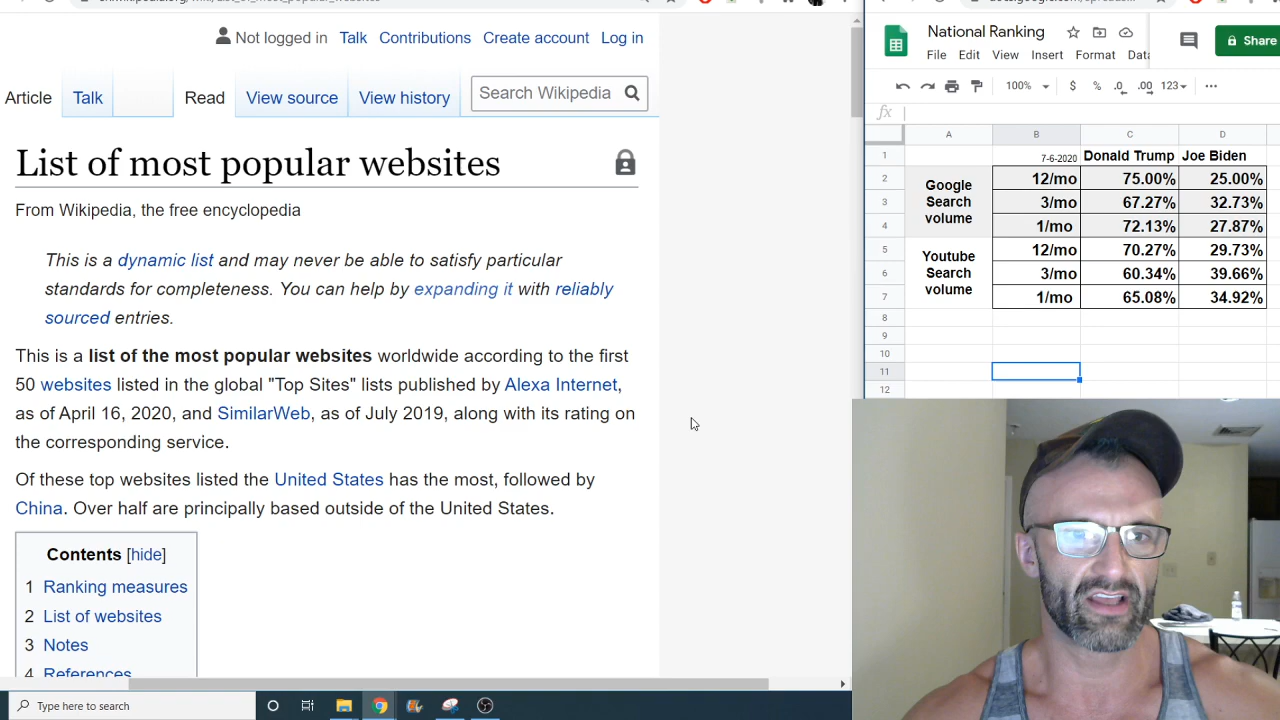 Not logged in Talk Contributions Create account Log in
Article Talk Read View source View history Search Wikipedia
List of most popular websites
From Wikipedia, the free encyclopedia
This is a dynamic list and may never be able to satisfy particular
standards for completeness. You can help by expanding it with reliably
sourced entries.
This is a list of the most popular websites worldwide according to the first
50 websites listed in the global "Top Sites" lists published by Alexa Internet,
as of April 16, 2020, and SimilarWeb, as of July 2019, along with its rating on
the corresponding service.
Of these top websites listed the United States has the most, followed by
China. Over half are principally based outside of the United States.
Contents [hide]
1 Ranking measures
2 List of websites
3 Notes
4 References
Type here to search
National Ranking
Share
File Edit View Insert Format Data
100% $ % .0 .00 123
fx
A B C D
1 7-6-2020 Donald Trump Joe Biden
2 12/mo 75.00% 25.00%
Google
Search
volume
3 3/mo 67.27% 32.73%
4 1/mo 72.13% 27.87%
5 12/mo 70.27% 29.73%
Youtube
Search
volume
6 3/mo 60.34% 39.66%
7 1/mo 65.08% 34.92%
8
9
10
11
12